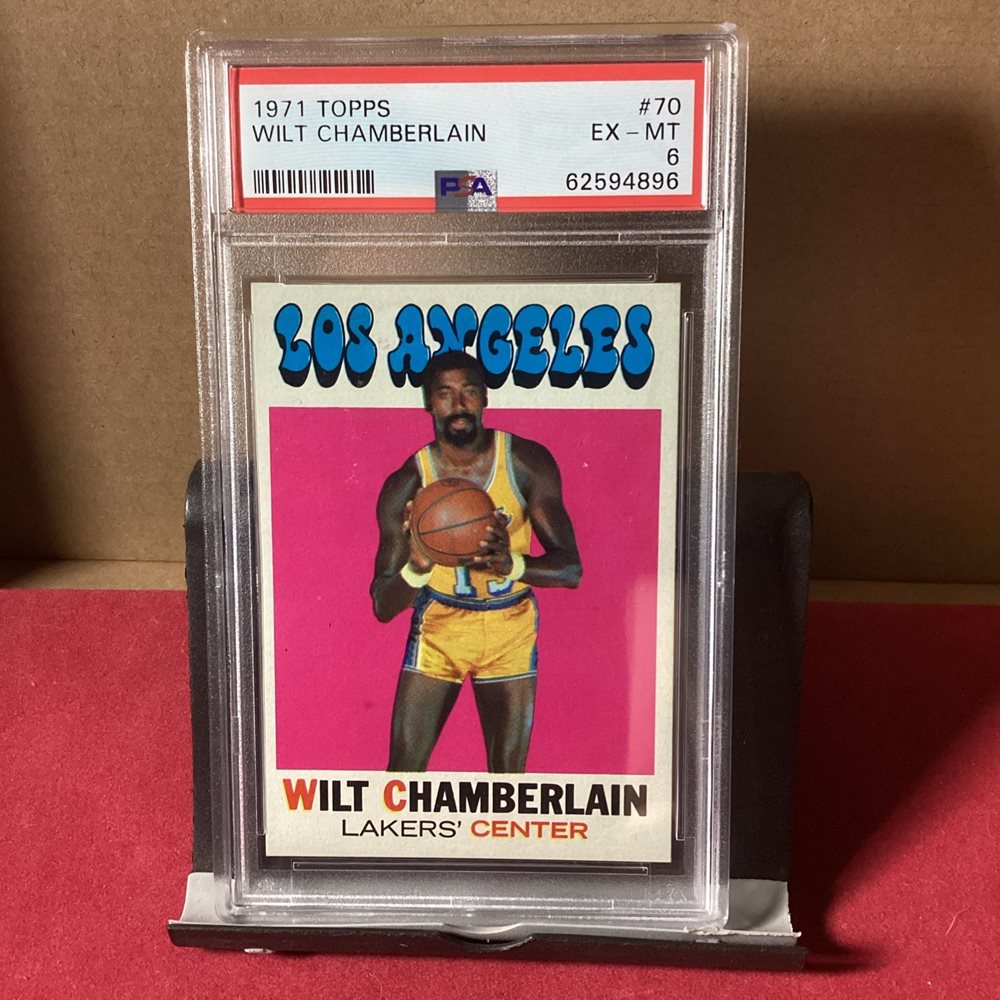 1971 TOPPS #70
WILT CHAMBERLAIN EX - MT
6
PSA 62594896
LOS ANGELES
WILT CHAMBERLAIN
LAKERS' CENTER